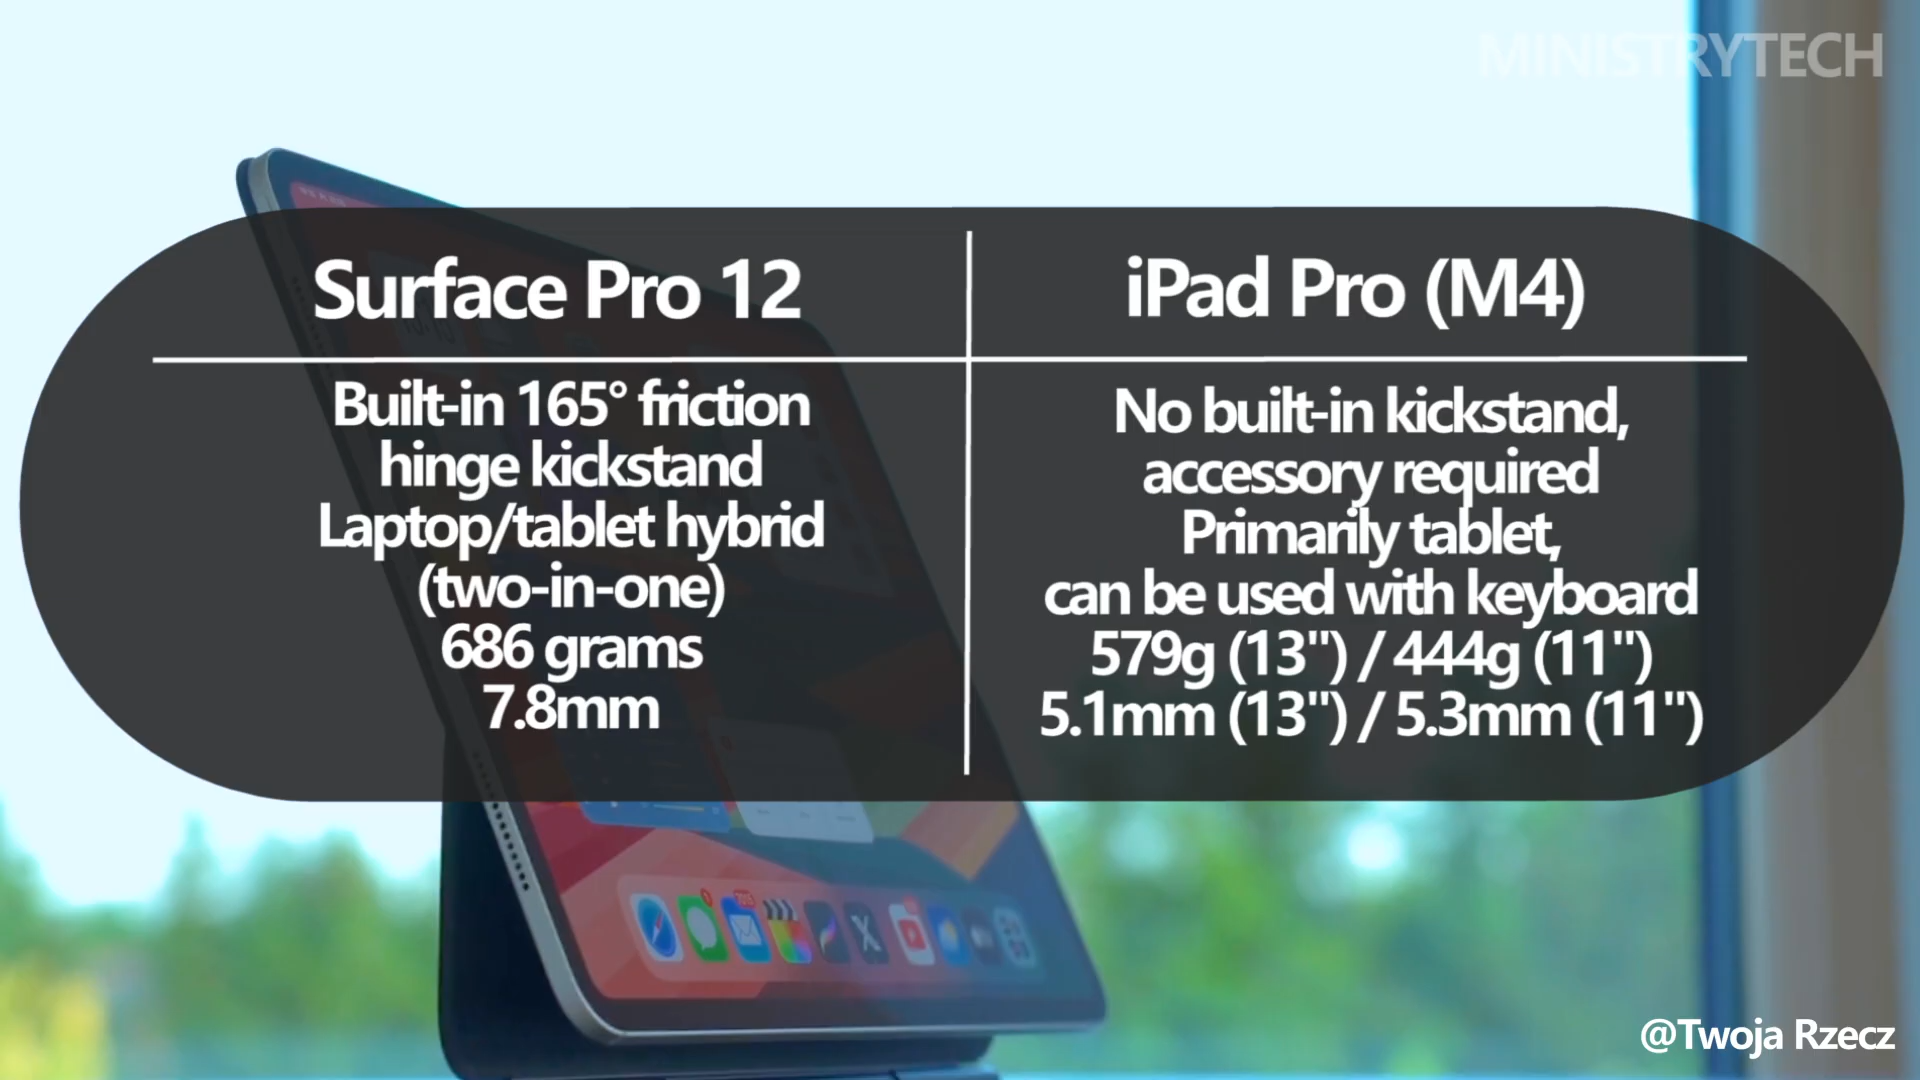 MINISTRYTECH
Surface Pro 12
iPad Pro (M4)
Built-in 165° friction
hinge kickstand
Laptop/tablet hybrid
(two-in-one)
686 grams
7.8mm
No built-in kickstand,
accessory required
Primarily tablet,
can be used with keyboard
579g (13") / 444g (11")
5.1mm (13") / 5.3mm (11")
@Twoja Rzecz